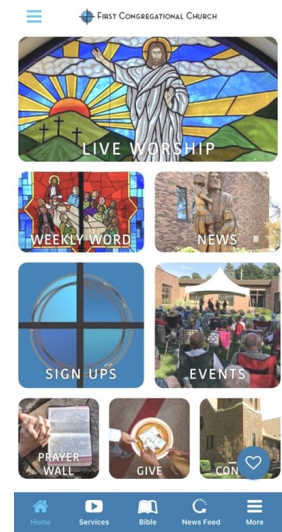 First Congregational Church
LIVE WORSHIP
WEEKLY WORD
NEWS
SIGN UPS
EVENTS
PRAYER
WALL
GIVE
CON
Home
Services
Bible
News Feed
More